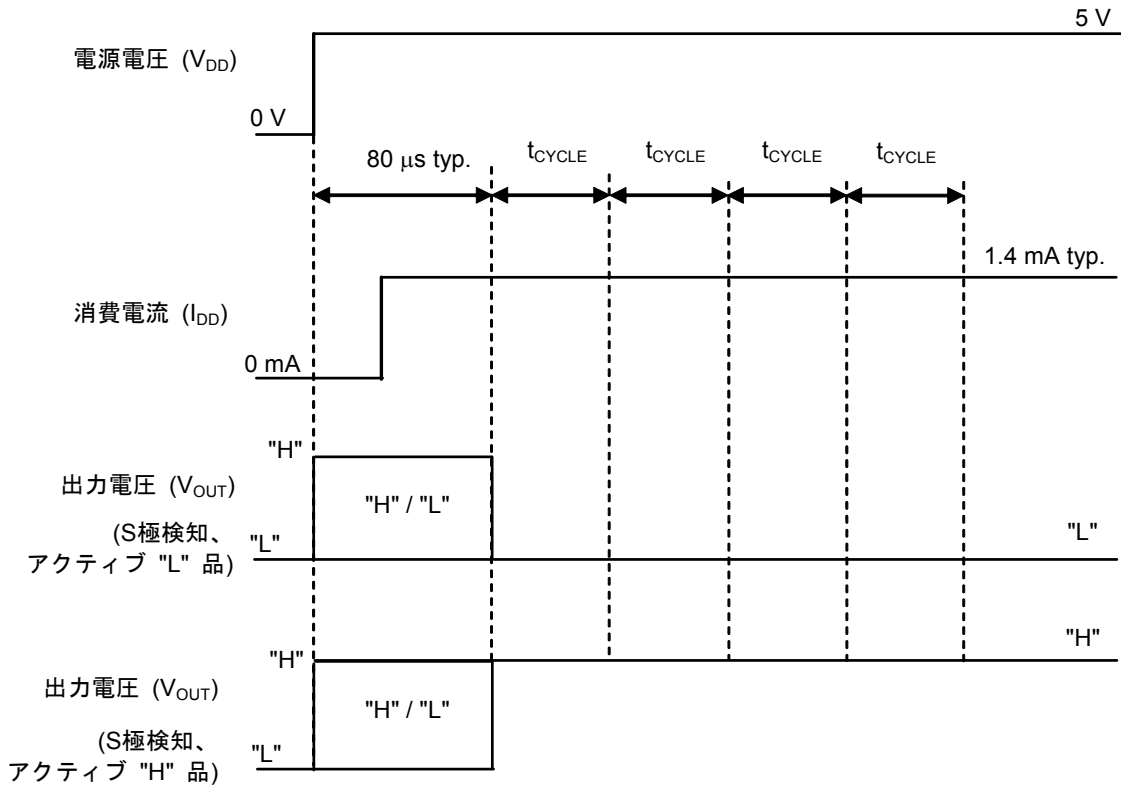 5 V
電源電圧 (VDD)
0 V
80 μs typ.
tCYCLE
tCYCLE
tCYCLE
tCYCLE
1.4 mA typ.
消費電流 (IDD)
0 mA
"H"
出力電圧 (VOUT)
"H" / "L"
(S極検知、
"L"
"L"
アクティブ "L" 品)
"H"
"H"
出力電圧 (VOUT)
"H" / "L"
(S極検知、
"L"
アクティブ "H" 品)